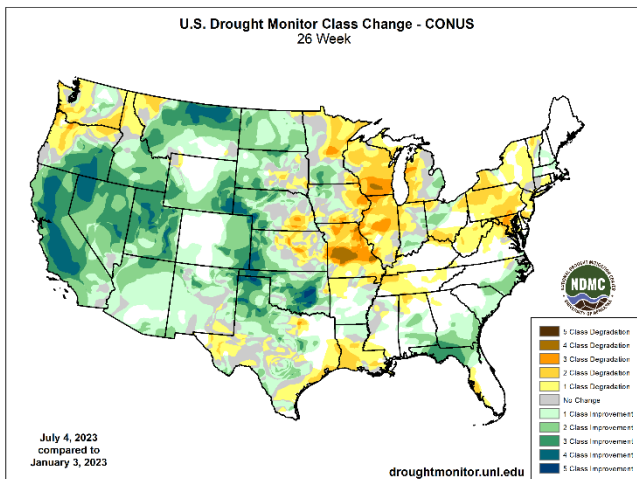 U.S. Drought Monitor Class Change - CONUS
26 Week
NDMC
5 Class Degradation
4 Class Degradation
3 Class Degradation
2 Class Degradation
1 Class Degradation
No Change
1 Class Improvement
2 Class Improvement
3 Class Improvement
4 Class Improvement
5 Class Improvement
July 4, 2023
compared to
January 3, 2023
droughtmonitor.unl.edu